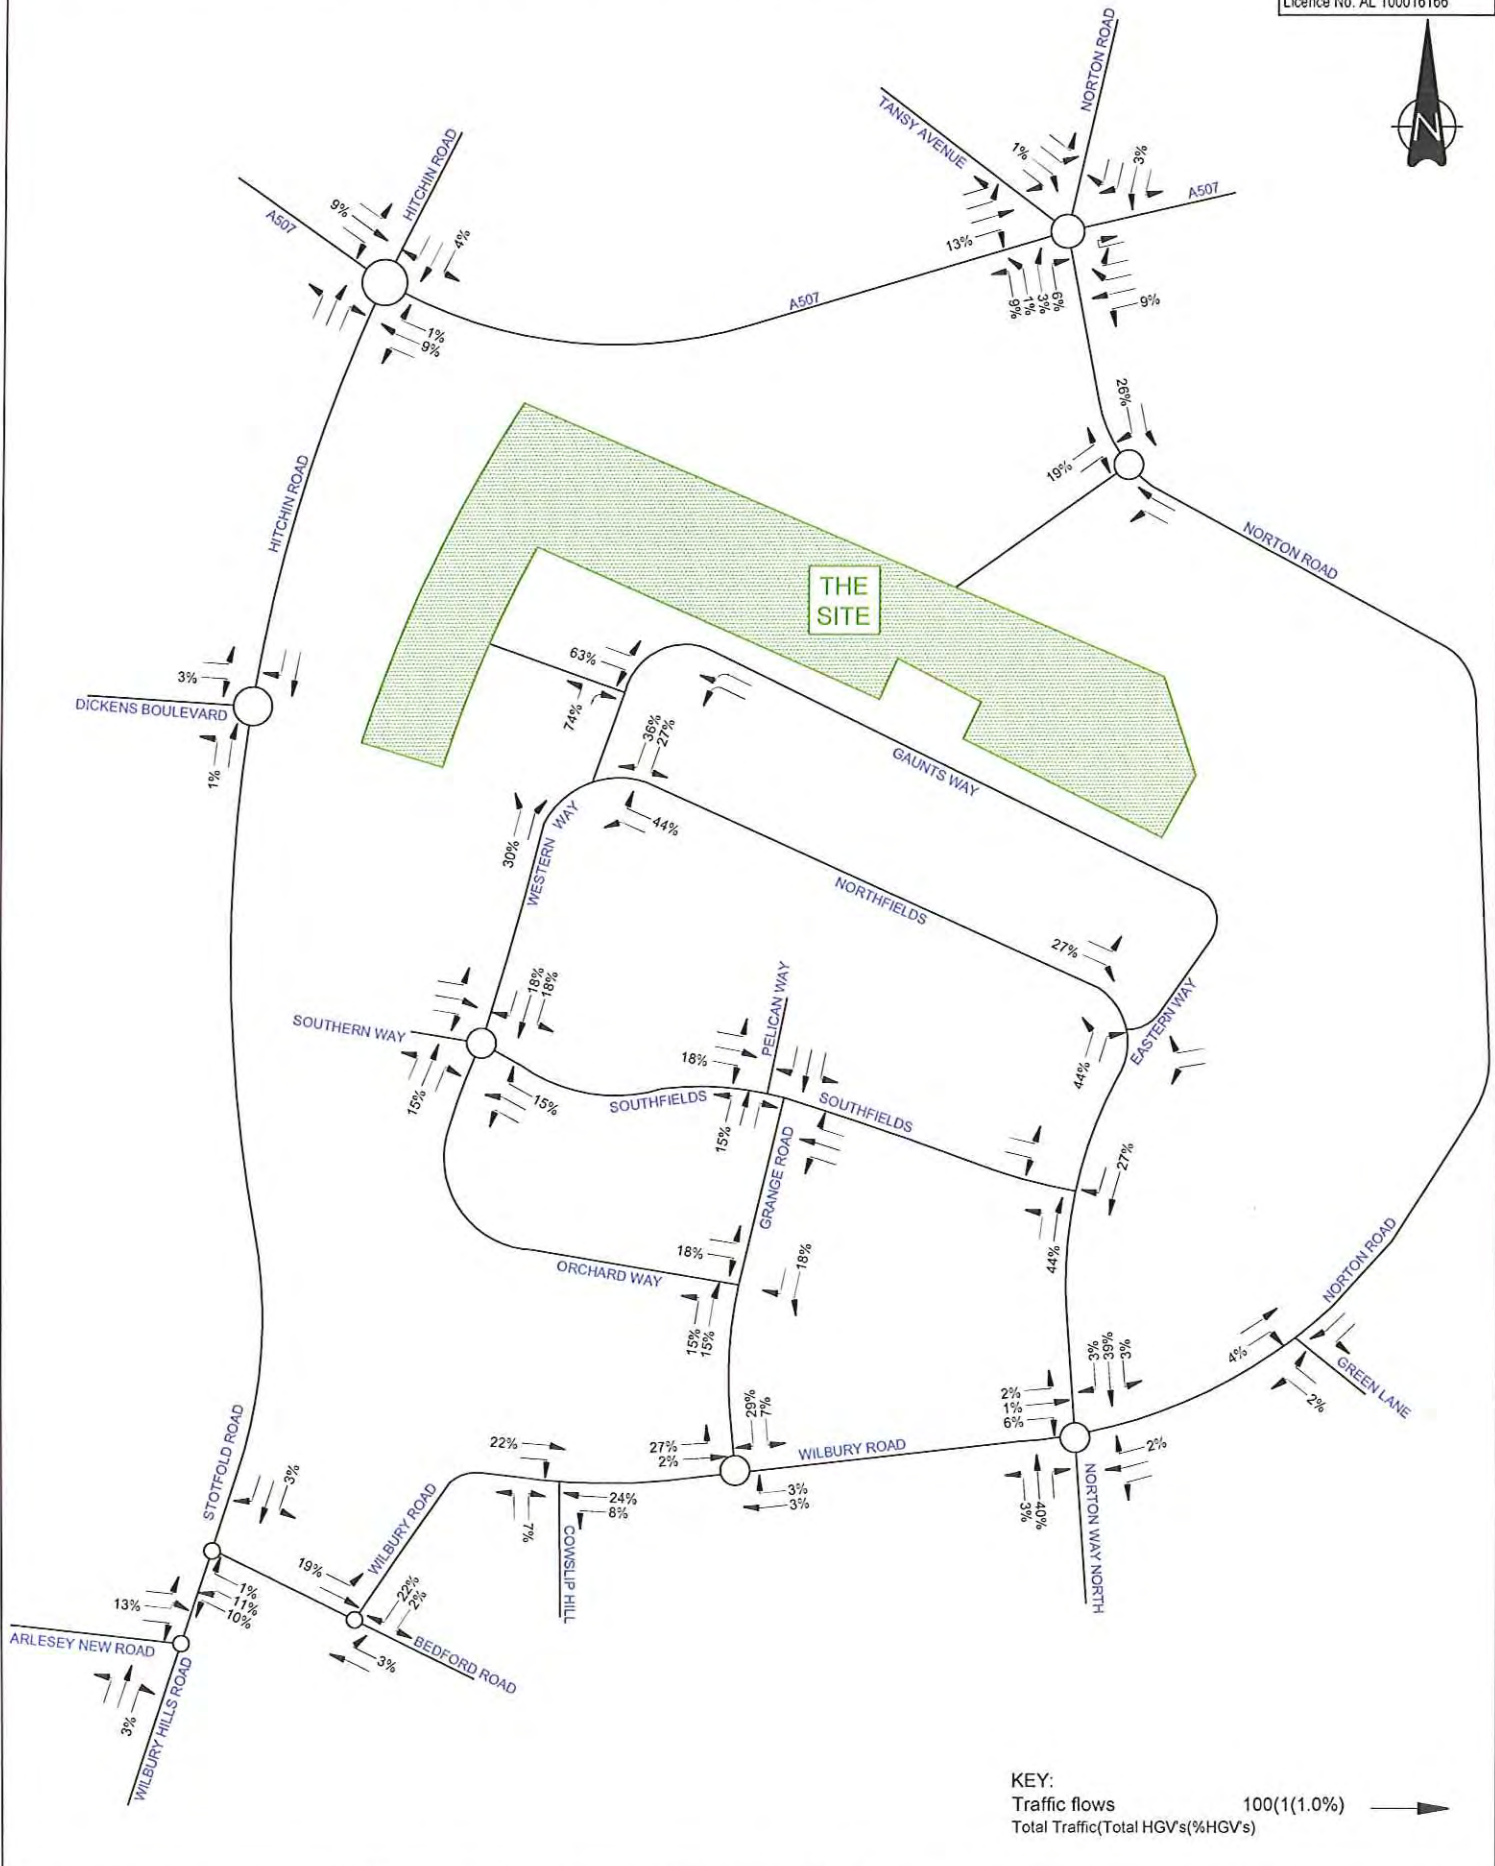 Licence No. AL 100016166
NORTON ROAD
TANSY AVENUE
N
HITCHIN ROAD
A507
9%
4%
1%
3%
A507
13%
9%
1%
3%
6%
9%
A507
1%
9%
26%
19%
HITCHIN ROAD
NORTON ROAD
THE
SITE
63%
3%
DICKENS BOULEVARD
74%
36%
27%
1%
GAUNTS WAY
WESTERN WAY
44%
30%
NORTHFIELDS
27%
18%
18%
PELICAN WAY
SOUTHERN WAY
EASTERN WAY
18%
44%
15%
15%
SOUTHFIELDS
15%
SOUTHFIELDS
GRANGE ROAD
27%
18%
18%
44%
ORCHARD WAY
NORTON ROAD
15%
15%
3%
39%
3%
4%
GREEN LANE
2%
2%
1%
6%
29%
7%
STOTFOLD ROAD
22%
27%
2%
WILBURY ROAD
2%
3%
WILBURY ROAD
24%
8%
3%
3%
7%
COWSLIP HILL
3%
40%
NORTON WAY NORTH
19%
22%
2%
1%
11%
10%
13%
ARLESEY NEW ROAD
3%
BEDFORD ROAD
3%
WILBURY HILLS ROAD
KEY:
Traffic flows 100(1(1.0%)
Total Traffic(Total HGV's(%HGV's)